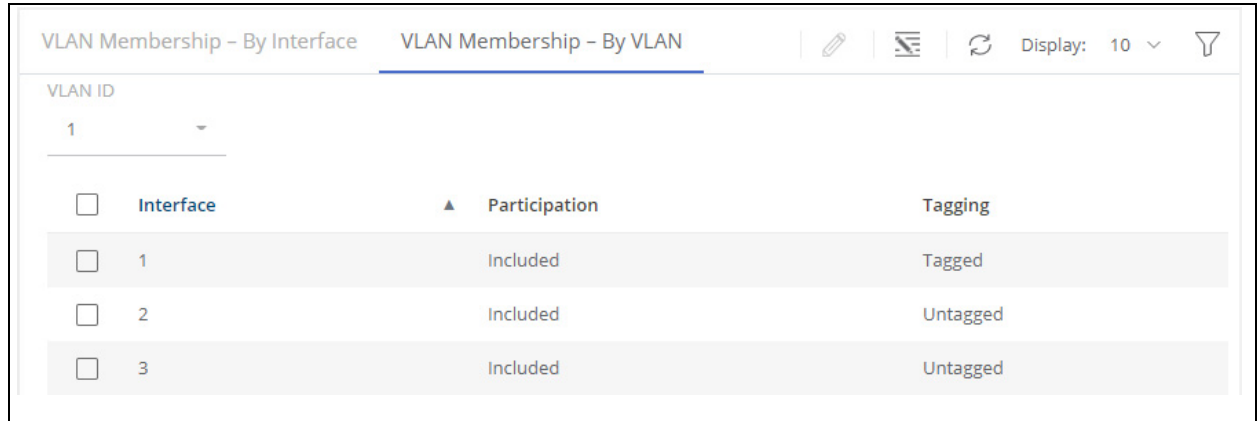 VLAN Membership – By Interface VLAN Membership – By VLAN Display: 10
VLAN ID
1
Interface Participation Tagging
1 Included Tagged
2 Included Untagged
3 Included Untagged